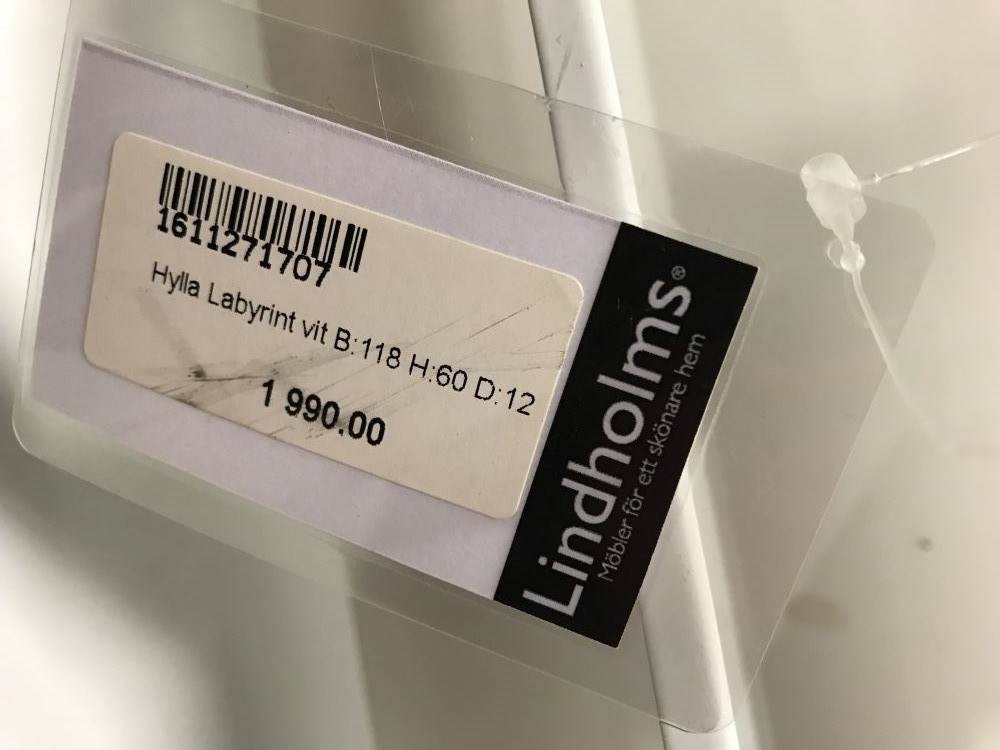 1611271707
Hylla Labyrint vit B:118 H:60 D:12
1 990.00
Lindholms®
Möbler för ett skönare hem